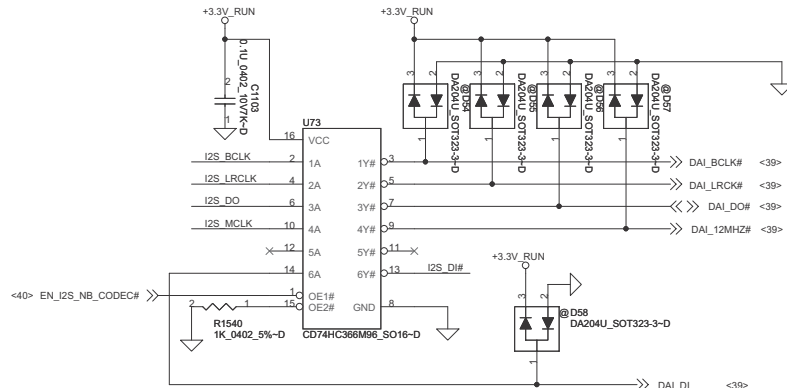 +3.3V_RUN
+3.3V_RUN
0.1U_0402_10V7K~D
C1103
2
1
3
2
1
@D54
DA204U_SOT323-3~D
3
2
1
@D55
DA204U_SOT323-3~D
3
2
1
@D56
DA204U_SOT323-3~D
3
2
1
@D57
DA204U_SOT323-3~D
U73
16 VCC
I2S_BCLK 2 1A 1Y# 3 DAI_BCLK# <39>
I2S_LRCLK 4 2A 2Y# 5 DAI_LRCK# <39>
I2S_DO 6 3A 3Y# 7 DAI_DO# <39>
I2S_MCLK 10 4A 4Y# 9 DAI_12MHZ# <39>
12 5A 5Y# 11
14 6A 6Y# 13 I2S_DI#
+3.3V_RUN
<40> EN_I2S_NB_CODEC# 1 OE1#
2 1 15 OE2# GND 8
R1540
1K_0402_5%~D
CD74HC366M96_SO16~D
3
2
1
@D58
DA204U_SOT323-3~D
DAI_DI <39>